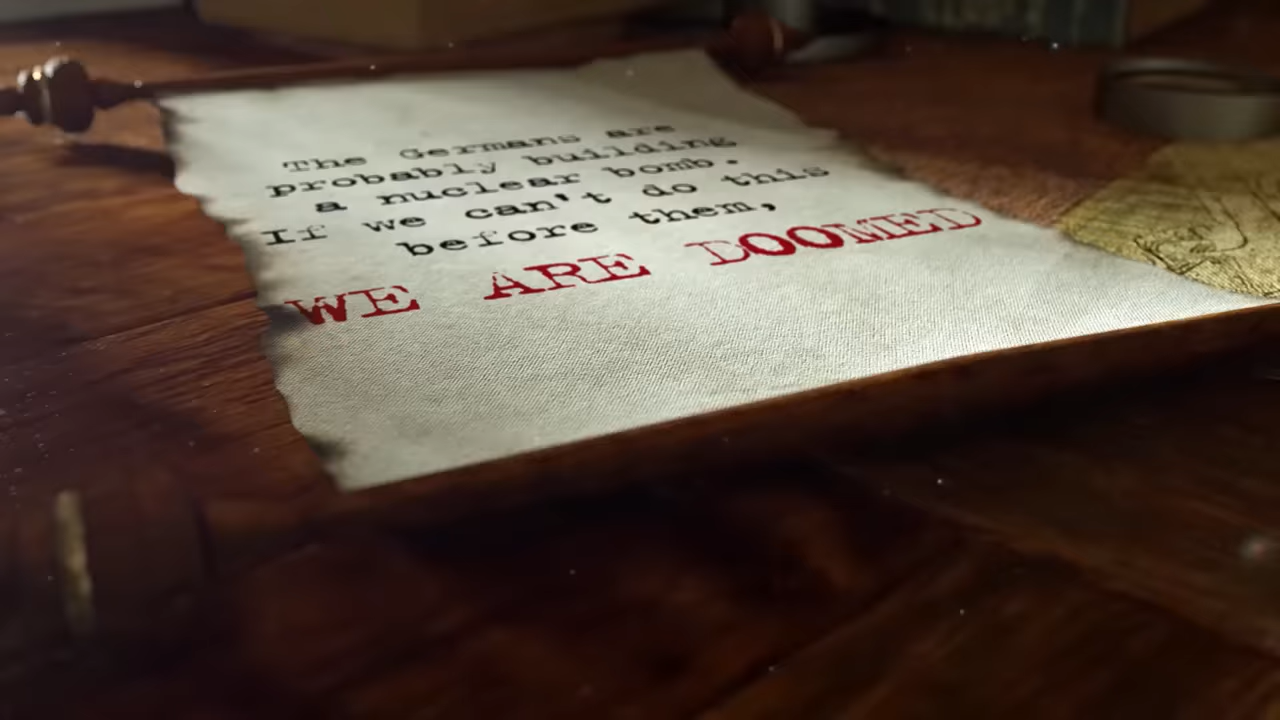 The Germans are
probably building
a nuclear bomb.
If we can't do this
before them,
WE ARE DOOMED